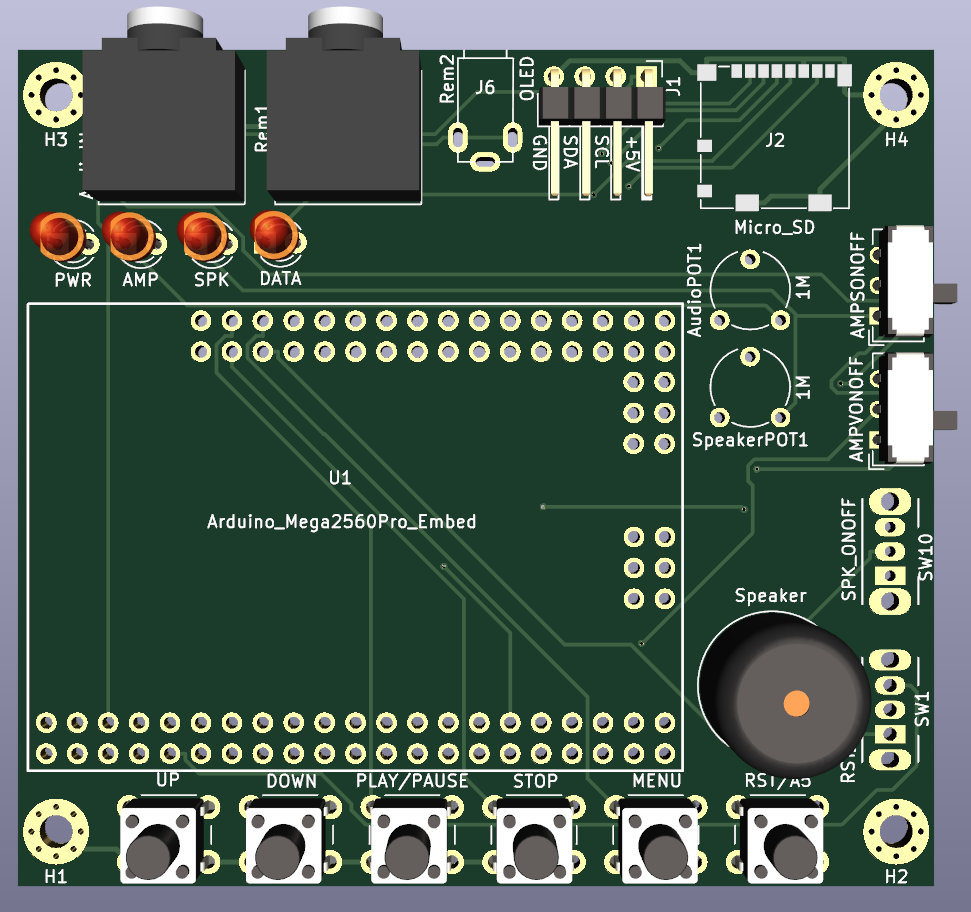 Rem2
J6
OLED
J1
H3
Rem1
GND
SDA
SCL
+5V
J2
H4
Micro_SD
PWR
AMP
SPK
DATA
AudioPOT1
1M
AMPSONOFF
1M
SpeakerPOT1
AMPVONOFF
U1
Arduino_Mega2560Pro_Embed
SPK_ONOFF
SW10
Speaker
SW1
UP
DOWN
PLAY/PAUSE
STOP
MENU
RST/A5
H1
H2